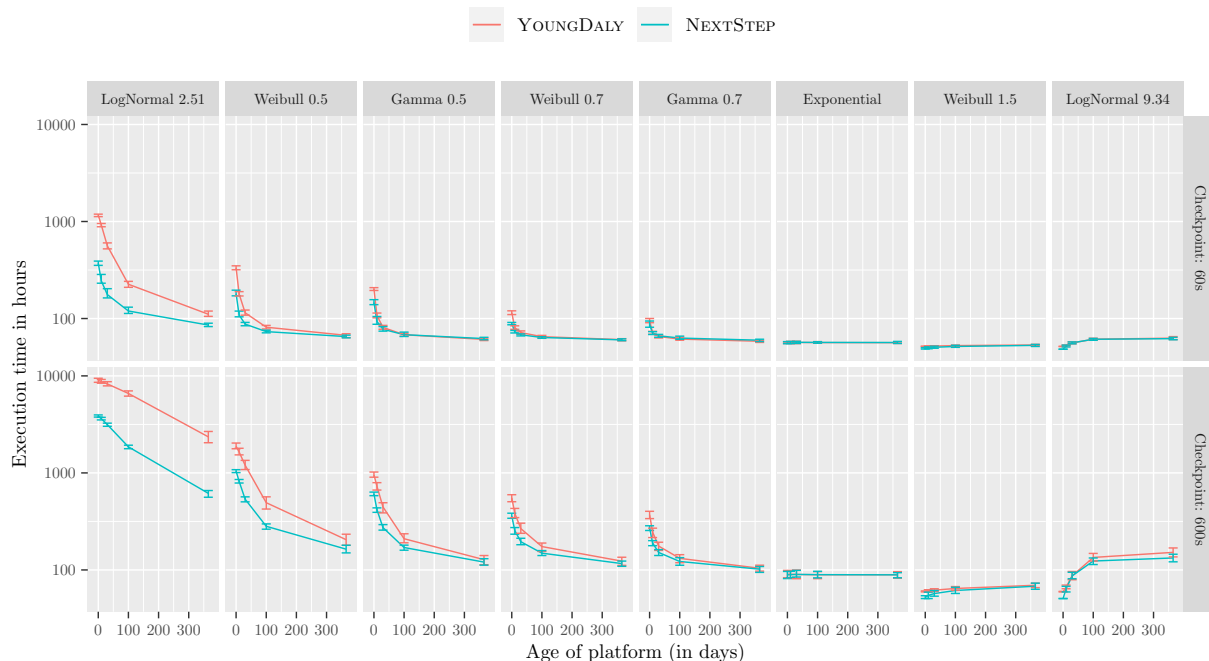 YOUNGDALY NEXTSTEP
LogNormal 2.51 Weibull 0.5 Gamma 0.5 Weibull 0.7 Gamma 0.7 Exponential Weibull 1.5 LogNormal 9.34
10000
1000
100
Checkpoint: 60s
10000
1000
100
Checkpoint: 600s
Execution time in hours
0 100 200 300 0 100 200 300 0 100 200 300 0 100 200 300 0 100 200 300 0 100 200 300 0 100 200 300 0 100 200 300
Age of platform (in days)